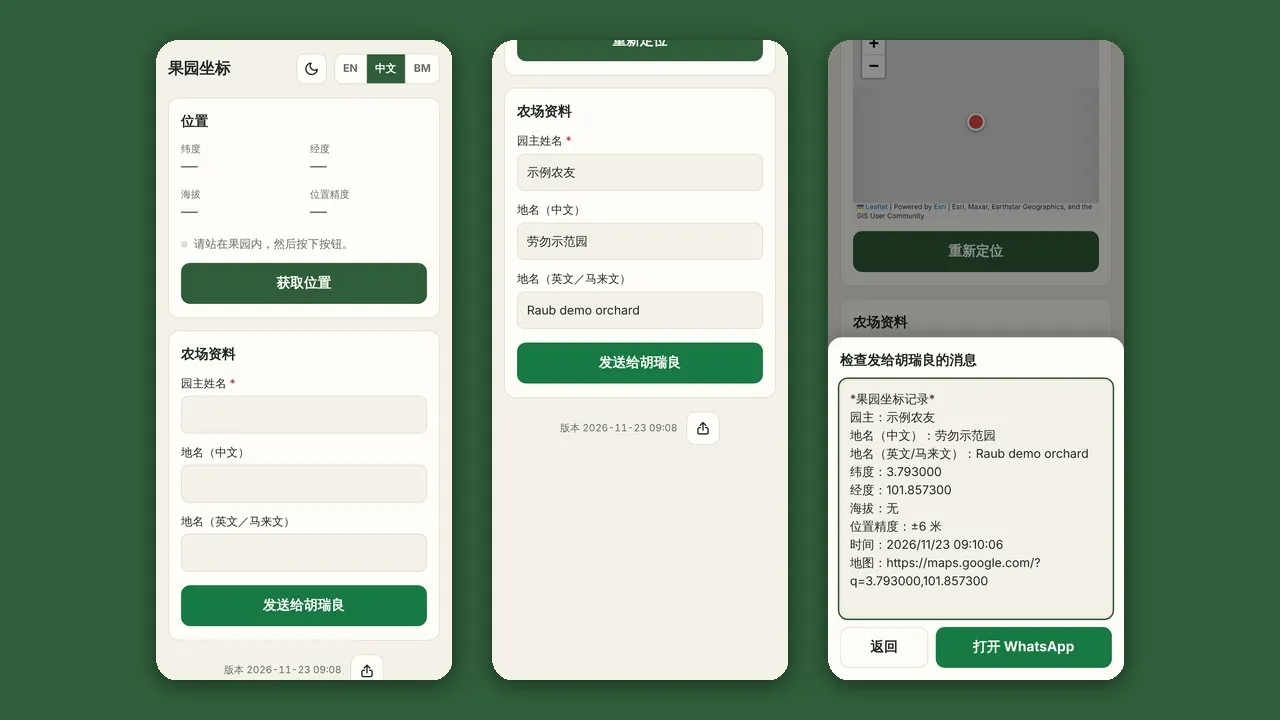 果园坐标
EN 中文 BM
位置
纬度 经度
— —
海拔 位置精度
— —
请站在果园内，然后按下按钮。
获取位置
农场资料
园主姓名 *
地名（中文）
地名（英文／马来文）
发送给胡瑞良
版本 2026-11-23 09:08
重新定位
农场资料
园主姓名 *
示例农友
地名（中文）
劳勿示范园
地名（英文／马来文）
Raub demo orchard
发送给胡瑞良
版本 2026-11-23 09:08
+
−
Leaflet | Powered by Esri | Esri, Maxar, Earthstar Geographics, and the
GIS User Community
重新定位
农场资料
检查发给胡瑞良的消息
*果园坐标记录*
园主：示例农友
地名（中文）：劳勿示范园
地名（英文/马来文）：Raub demo orchard
纬度：3.793000
经度：101.857300
海拔：无
位置精度：±6 米
时间：2026/11/23 09:10:06
地图：https://maps.google.com/?
q=3.793000,101.857300
返回 打开 WhatsApp